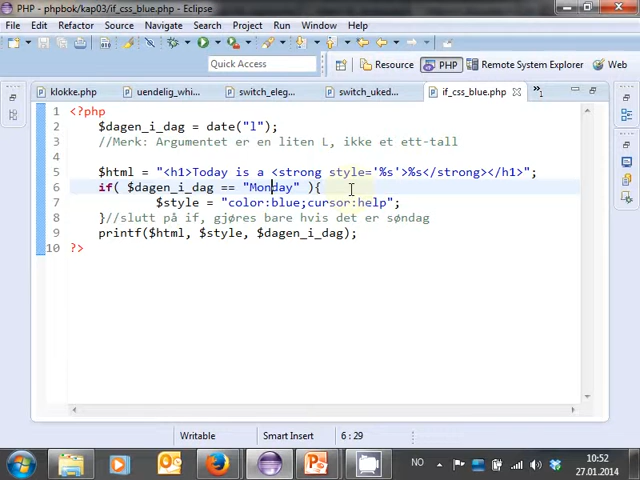 PHP - phpbok/kap03/if_css_blue.php - Eclipse
File Edit Source Refactor Navigate Search Project Run Window Help
Quick Access
Resource PHP Remote System Explorer Web
klokke.php uendelig_whi... switch_eleg... switch_uked... if_css_blue.php »1
1 <?php
2 $dagen_i_dag = date("l");
3 //Merk: Argumentet er en liten L, ikke et ett-tall
4
5 $html = "<h1>Today is a <strong style='%s'>%s</strong></h1>";
6 if( $dagen_i_dag == "Monday" ){
7 $style = "color:blue;cursor:help";
8 }//slutt på if, gjøres bare hvis det er søndag
9 printf($html, $style, $dagen_i_dag);
10 ?>
Writable Smart Insert 6 : 29
NO 10:52
27.01.2014